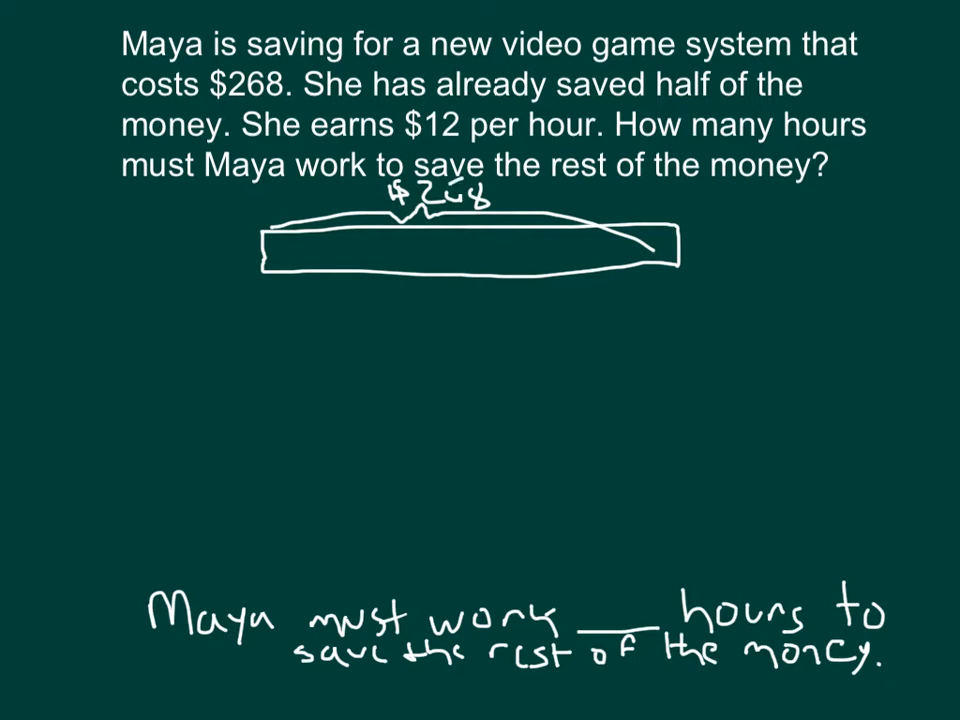 Maya is saving for a new video game system that
costs $268. She has already saved half of the
money. She earns $12 per hour. How many hours
must Maya work to save the rest of the money?
$268
Maya must work ___ hours to
save the rest of the money.